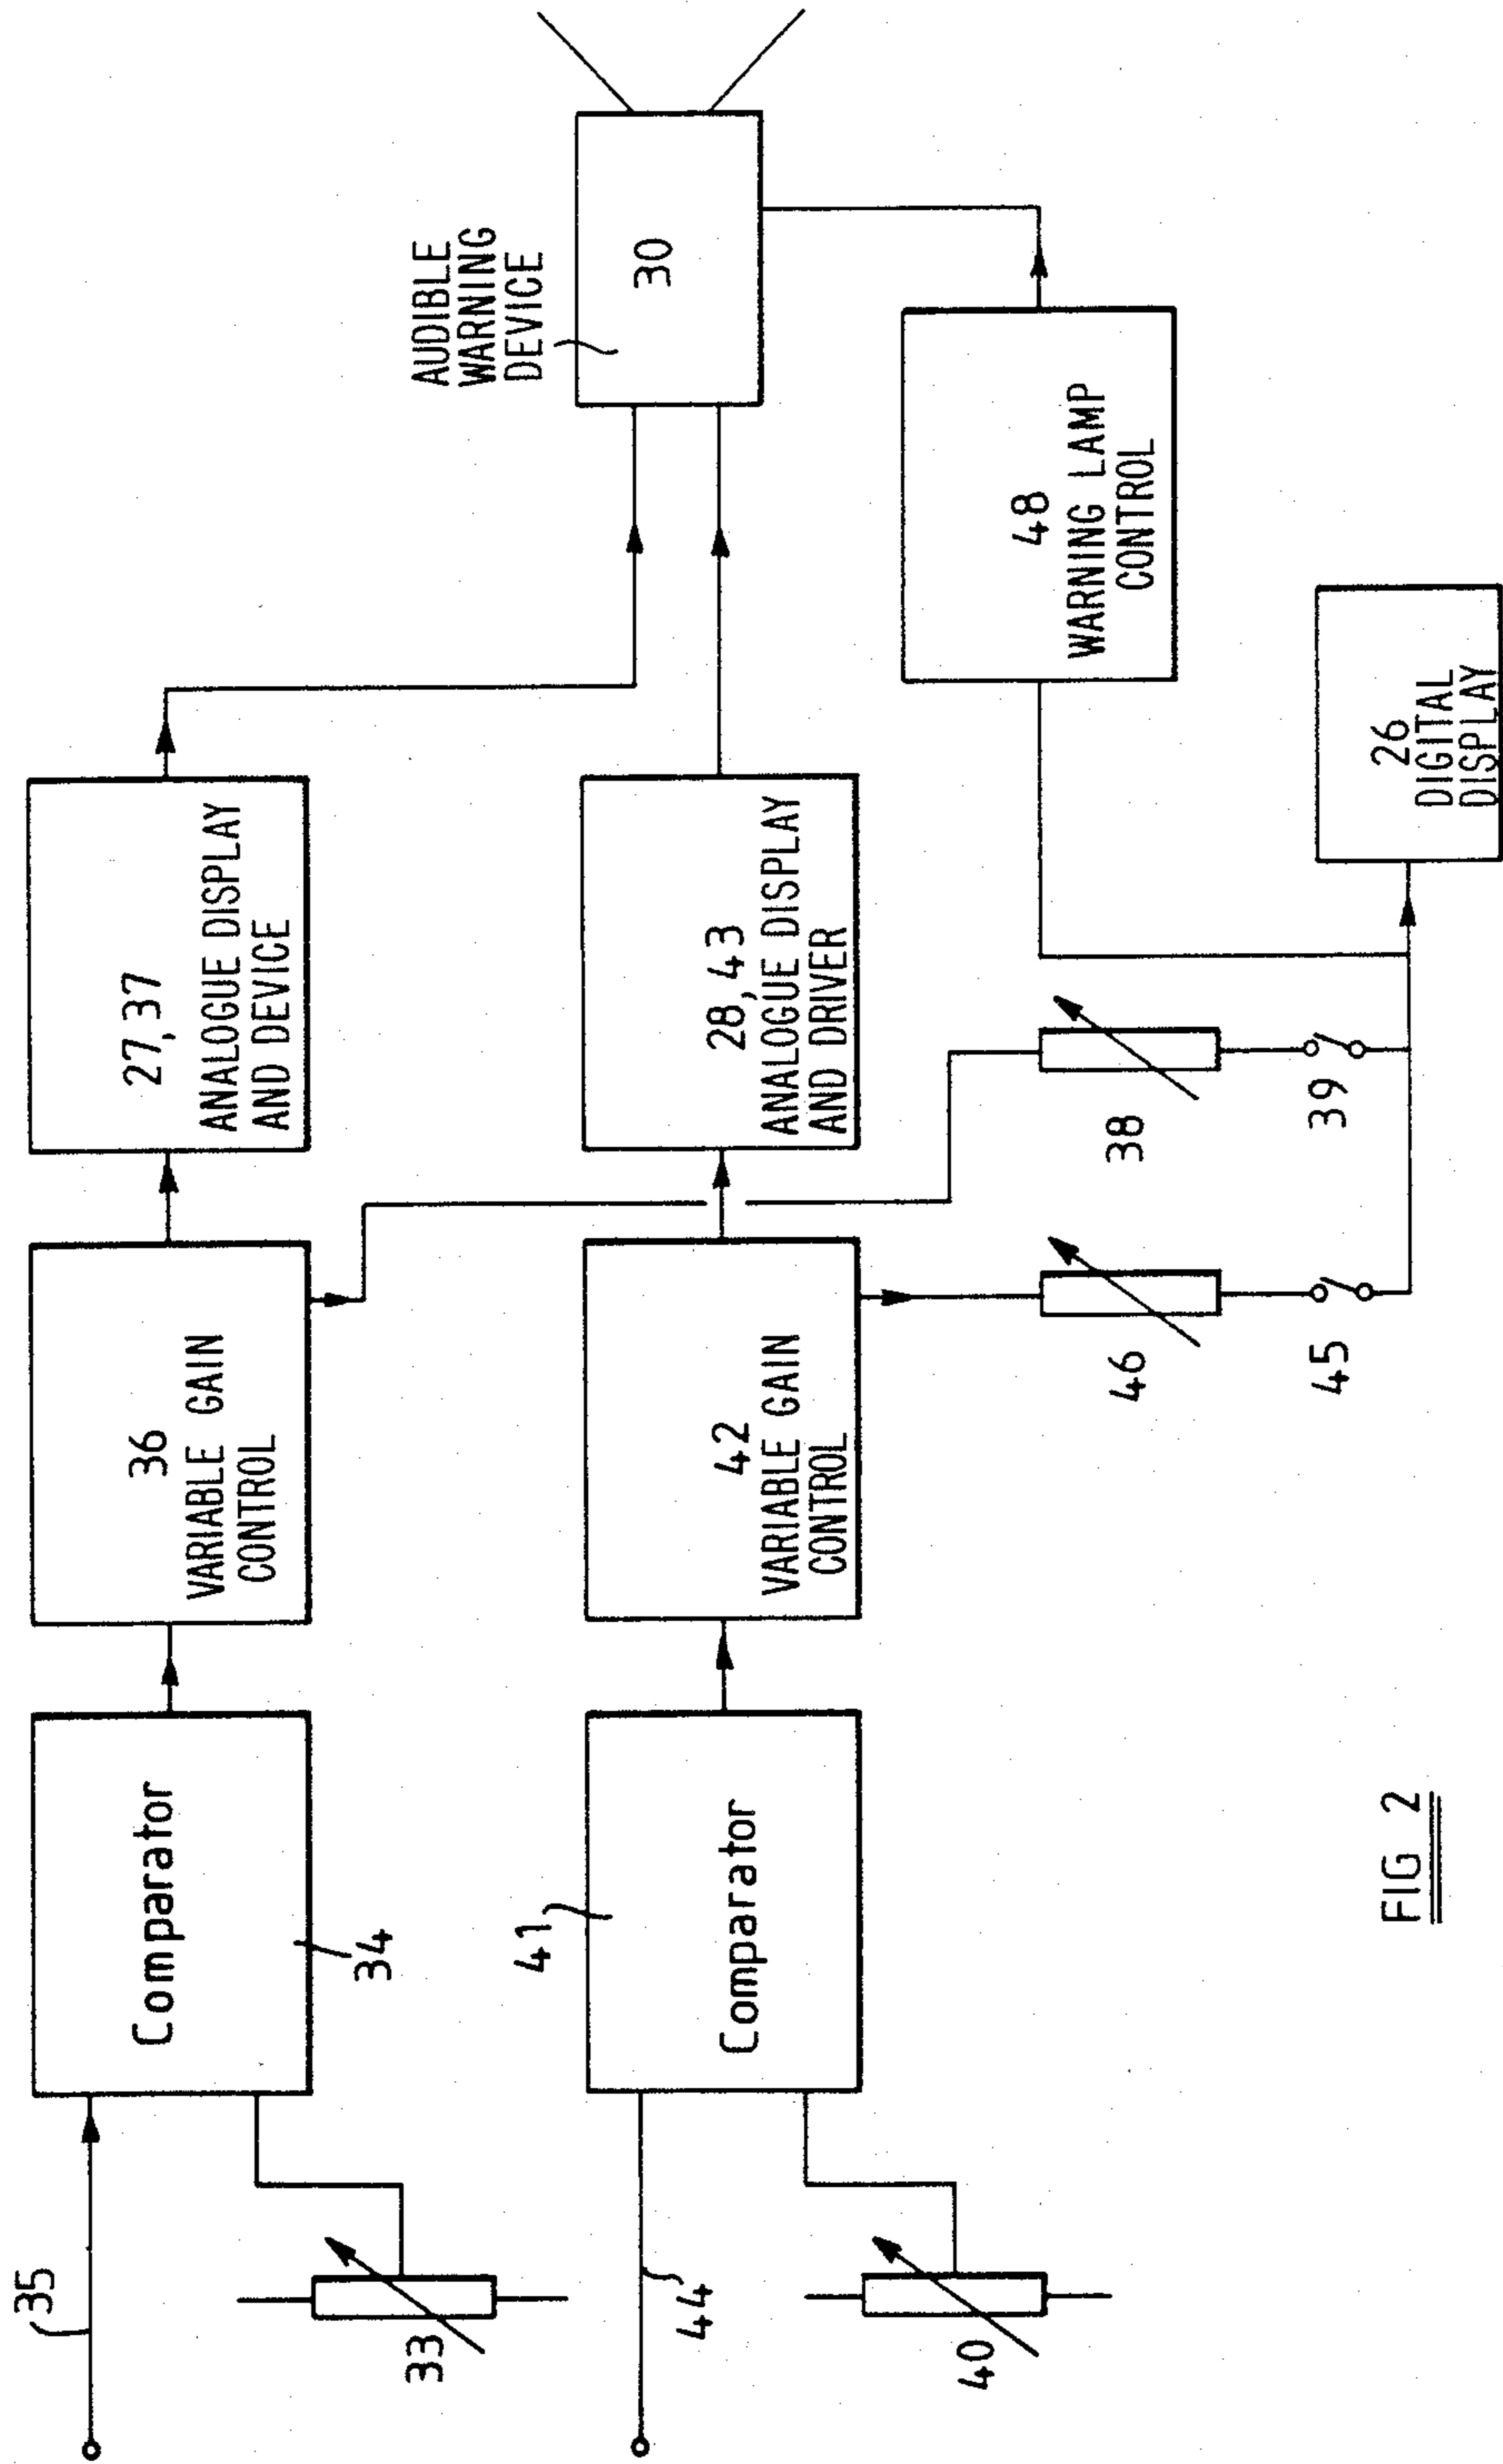 35
33
Comparator
34
36
VARIABLE GAIN
CONTROL
27,37
ANALOGUE DISPLAY
AND DEVICE
AUDIBLE
WARNING
DEVICE
30
44
40
41
Comparator
42
VARIABLE GAIN
CONTROL
28,43
ANALOGUE DISPLAY
AND DRIVER
48
WARNING LAMP
CONTROL
46
45
38
39
26
DIGITAL
DISPLAY
FIG 2